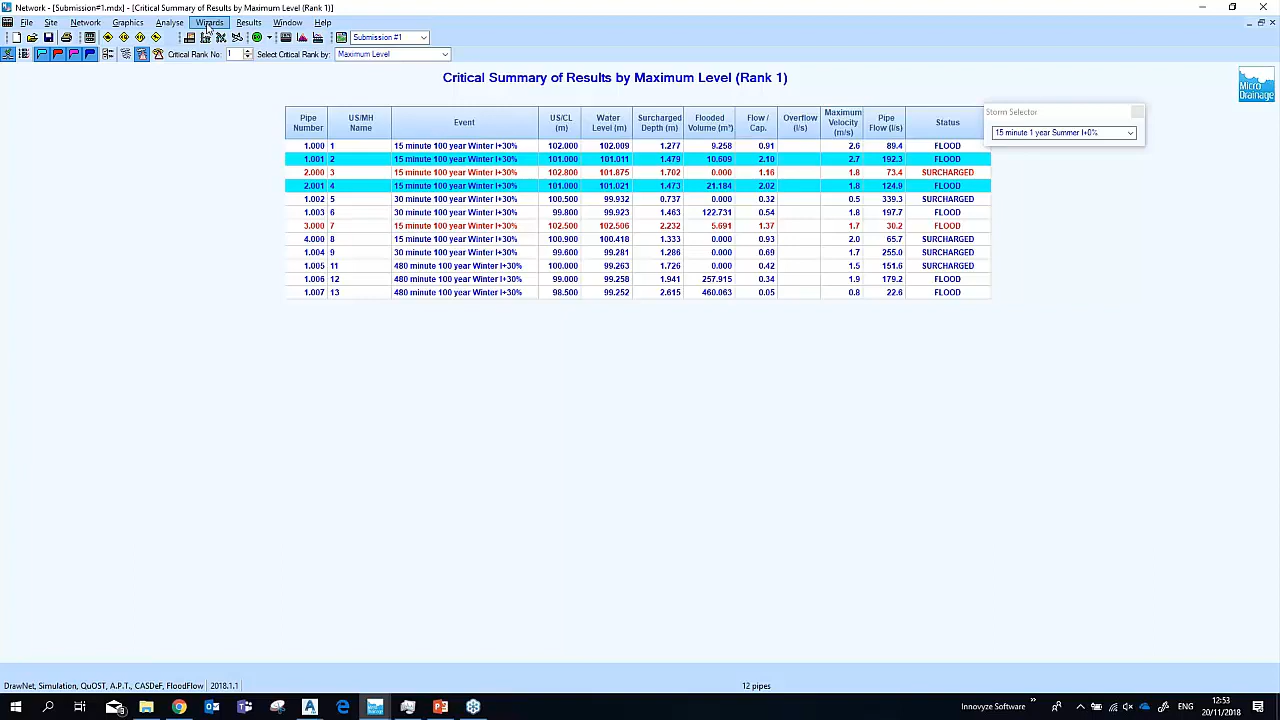 Network - [Submission#1.mdx] - [Critical Summary of Results by Maximum Level (Rank 1)]
File Site Network Graphics Analyse Wizards Results Window Help
Submission #1
Critical Rank No: 1 Select Critical Rank by: Maximum Level
Critical Summary of Results by Maximum Level (Rank 1)
Micro Drainage
Storm Selector
15 minute 1 year Summer I+0%
Pipe Number US/MH Name Event US/CL (m) Water Level (m) Surcharged Depth (m) Flooded Volume (m³) Flow / Cap. Overflow (l/s) Maximum Velocity (m/s) Pipe Flow (l/s) Status
1.000 1 15 minute 100 year Winter I+30% 102.000 102.009 1.277 9.258 0.91 2.6 89.4 FLOOD
1.001 2 15 minute 100 year Winter I+30% 101.000 101.011 1.479 10.609 2.10 2.7 192.3 FLOOD
2.000 3 15 minute 100 year Winter I+30% 102.800 101.875 1.702 0.000 1.16 1.8 73.4 SURCHARGED
2.001 4 15 minute 100 year Winter I+30% 101.000 101.021 1.473 21.184 2.02 1.8 124.9 FLOOD
1.002 5 30 minute 100 year Winter I+30% 100.500 99.932 0.737 0.000 0.32 0.5 339.3 SURCHARGED
1.003 6 30 minute 100 year Winter I+30% 99.800 99.923 1.463 122.731 0.54 1.8 197.7 FLOOD
3.000 7 15 minute 100 year Winter I+30% 102.500 102.506 2.232 5.691 1.37 1.7 30.2 FLOOD
4.000 8 15 minute 100 year Winter I+30% 100.900 100.418 1.333 0.000 0.93 2.0 65.7 SURCHARGED
1.004 9 30 minute 100 year Winter I+30% 99.600 99.281 1.286 0.000 0.69 1.7 255.0 SURCHARGED
1.005 11 480 minute 100 year Winter I+30% 100.000 99.263 1.726 0.000 0.42 1.5 151.6 SURCHARGED
1.006 12 480 minute 100 year Winter I+30% 99.000 99.258 1.941 257.915 0.34 1.9 179.2 FLOOD
1.007 13 480 minute 100 year Winter I+30% 98.500 99.252 2.615 460.063 0.05 0.8 22.6 FLOOD
DrawNet, Simulation, QuOST, A.P.T., CASDeF, FloodFlow 2018.1.1 12 pipes
Innovyze Software
12:53
20/11/2018